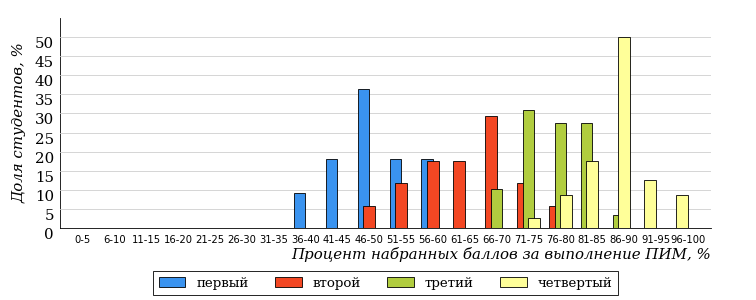 Доля студентов, %
50
45
40
35
30
25
20
15
10
5
0
0-5 6-10 11-15 16-20 21-25 26-30 31-35 36-40 41-45 46-50 51-55 56-60 61-65 66-70 71-75 76-80 81-85 86-90 91-95 96-100
Процент набранных баллов за выполнение ПИМ, %
первый второй третий четвертый